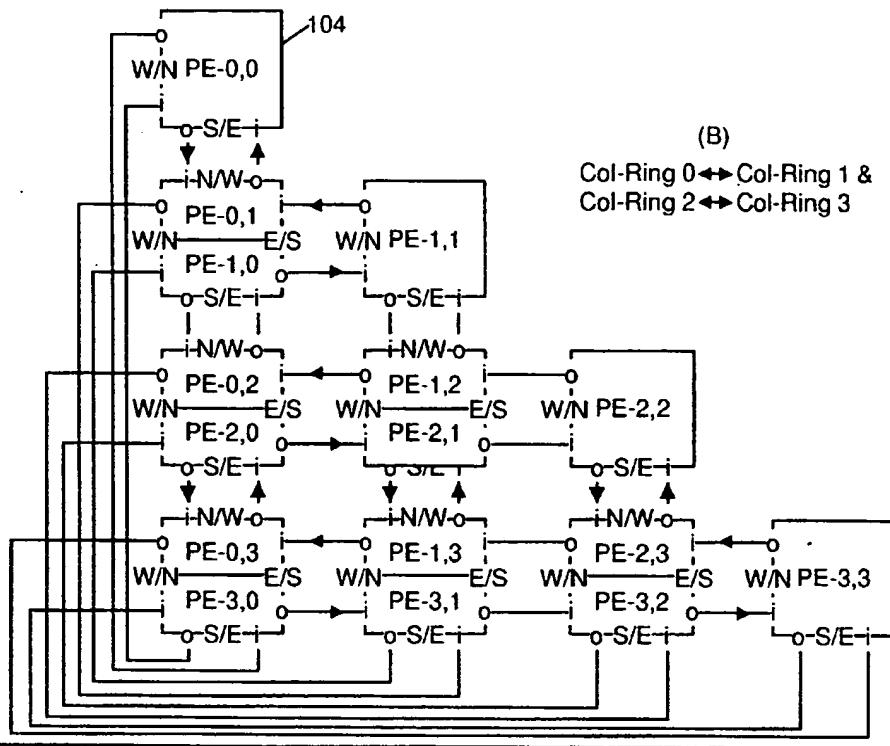 104
o
W/N PE-0,0
i
o S/E i
(B)
Col-Ring 0 ↔ Col-Ring 1 &
Col-Ring 2 ↔ Col-Ring 3
i N/W o
o PE-0,1 i o
W/N E/S W/N PE-1,1
i PE-1,0 o i
o S/E i o S/E i
i N/W o i N/W o
o PE-0,2 i o PE-1,2 i o
W/N E/S W/N E/S W/N PE-2,2
i PE-2,0 o i PE-2,1 o i
o S/E i o S/E i o S/E i
i N/W o i N/W o i N/W o
o PE-0,3 i o PE-1,3 i o PE-2,3 i o
W/N E/S W/N E/S W/N E/S W/N PE-3,3
i PE-3,0 o i PE-3,1 o i PE-3,2 o i
o S/E i o S/E i o S/E i o S/E i